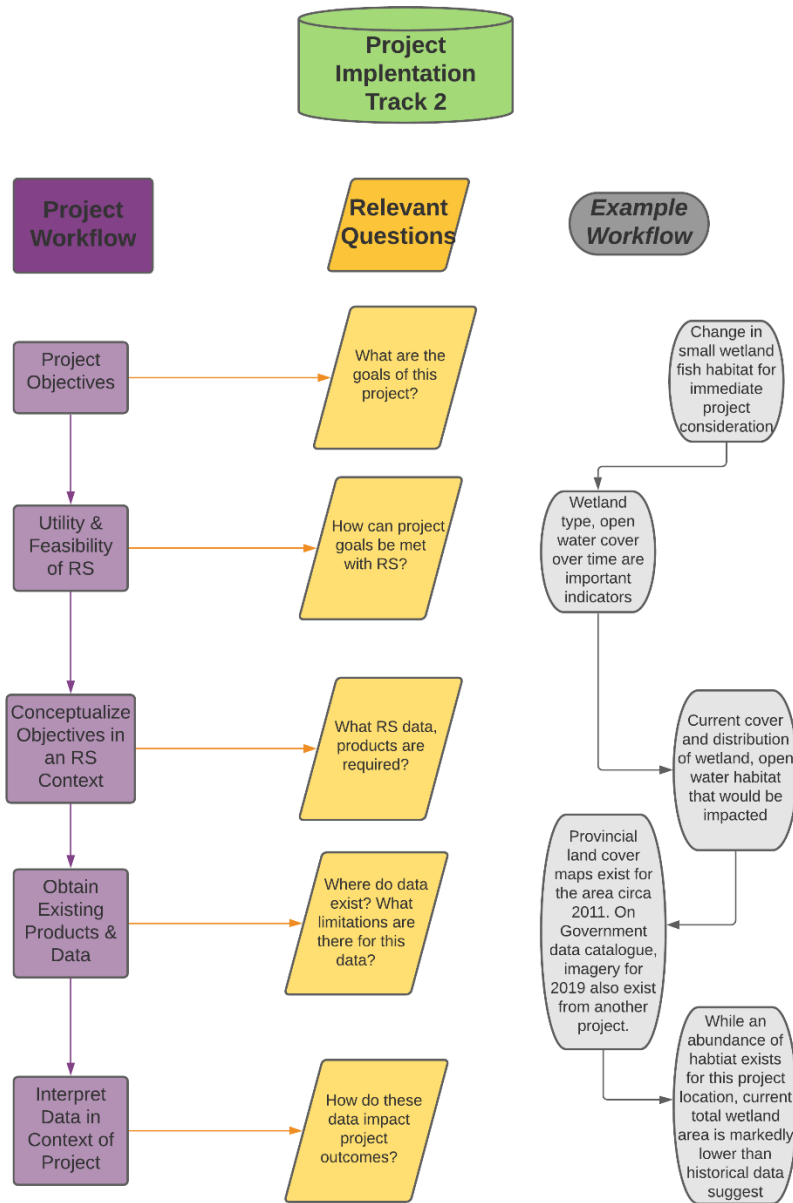 Project
Implentation
Track 2
Project
Workflow
Relevant
Questions
Example
Workflow
Project
Objectives
What are the
goals of this
project?
Change in
small wetland
fish habitat for
immediate
project
consideration
Utility &
Feasibility
of RS
How can project
goals be met
with RS?
Wetland
type, open
water cover
over time are
important
indicators
Conceptualize
Objectives in
an RS
Context
What RS data,
products are
required?
Current cover
and distribution
of wetland, open
water habitat
that would be
impacted
Obtain
Existing
Products &
Data
Where do data
exist? What
limitations are
there for this
data?
Provincial
land cover
maps exist for
the area circa
2011. On
Government
data catalogue,
imagery for
2019 also exist
from another
project.
Interpret
Data in
Context of
Project
How do these
data impact
project
outcomes?
While an
abundance of
habtiat exists
for this project
location, current
total wetland
area is markedly
lower than
historical data
suggest